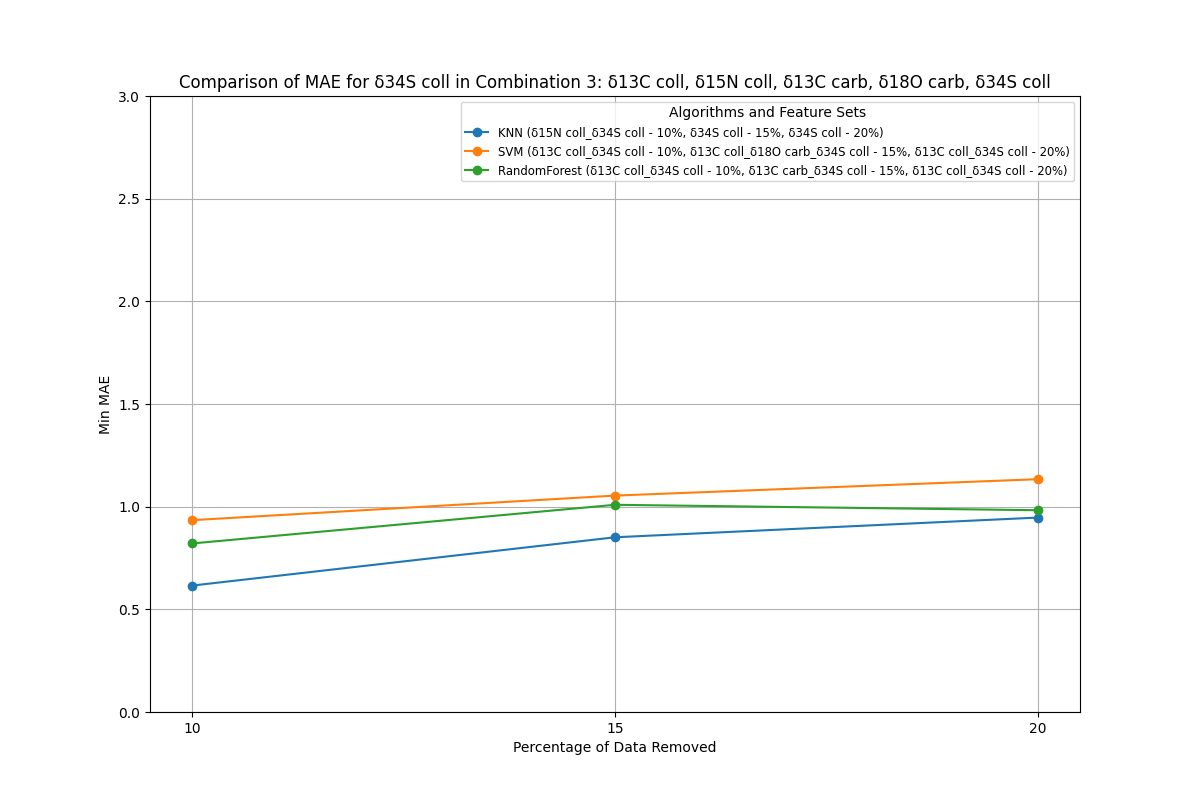 Comparison of MAE for δ34S coll in Combination 3: δ13C coll, δ15N coll, δ13C carb, δ18O carb, δ34S coll
3.0
Algorithms and Feature Sets
KNN (δ15N coll_δ34S coll - 10%, δ34S coll - 15%, δ34S coll - 20%)
SVM (δ13C coll_δ34S coll - 10%, δ13C coll_δ18O carb_δ34S coll - 15%, δ13C coll_δ34S coll - 20%)
RandomForest (δ13C coll_δ34S coll - 10%, δ13C carb_δ34S coll - 15%, δ13C coll_δ34S coll - 20%)
2.5
2.0
1.5
Min MAE
1.0
0.5
0.0
10 15 20
Percentage of Data Removed